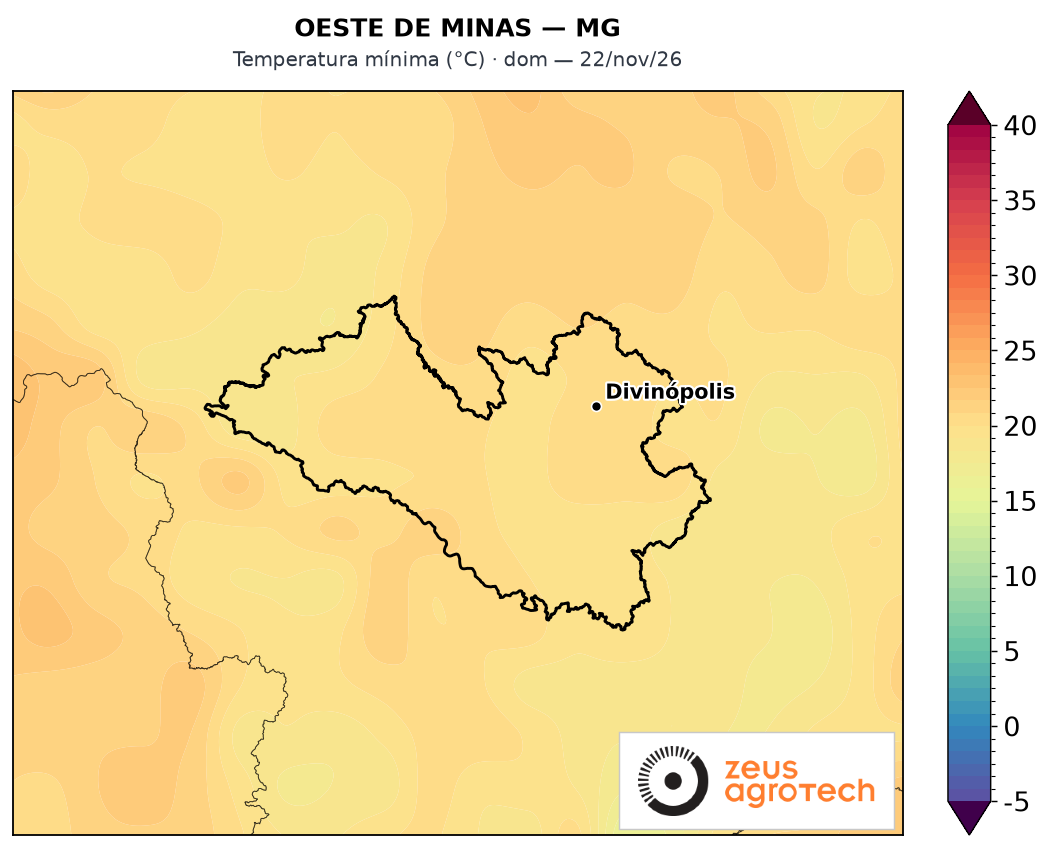 OESTE DE MINAS — MG
Temperatura mínima (°C) · dom — 22/nov/26
40
35
30
25
20
15
10
5
0
-5
Divinópolis
zeus
agrotech